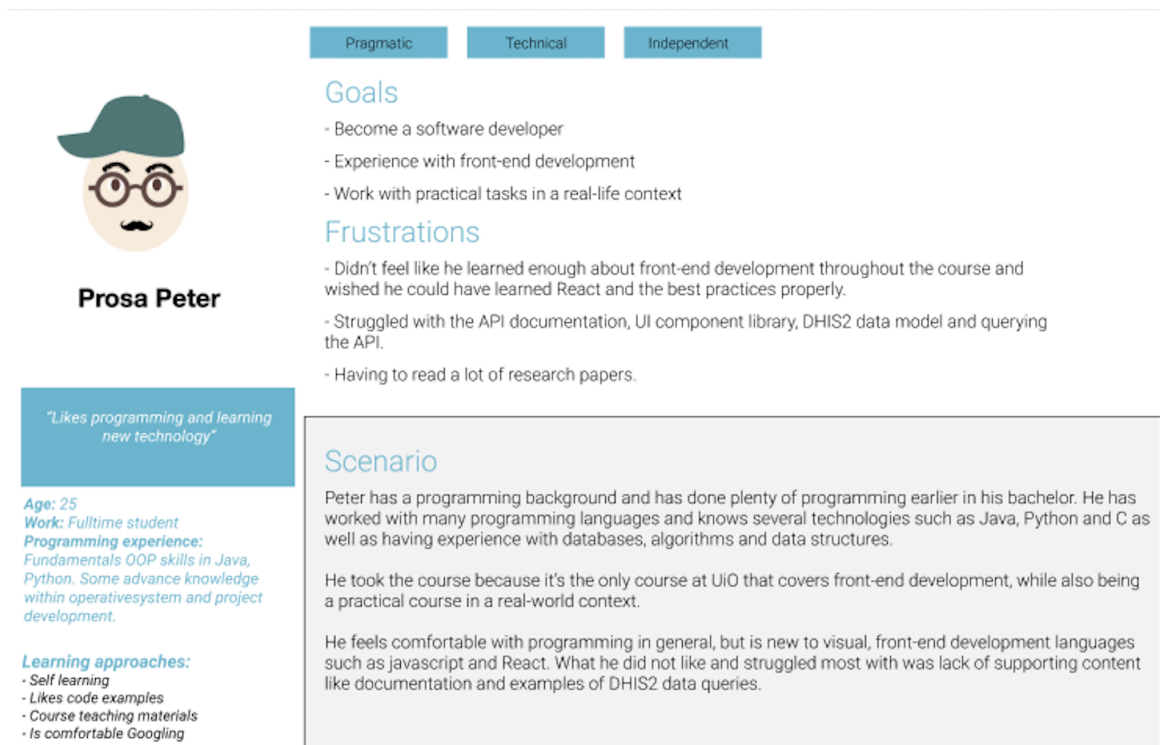 Pragmatic
Technical
Independent
Goals
- Become a software developer
- Experience with front-end development
- Work with practical tasks in a real-life context
Frustrations
- Didn't feel like he learned enough about front-end development throughout the course and
wished he could have learned React and the best practices properly.
- Struggled with the API documentation, UI component library, DHIS2 data model and querying
the API.
- Having to read a lot of research papers.
Prosa Peter
"Likes programming and learning
new technology"
Age: 25
Work: Fulltime student
Programming experience:
Fundamentals OOP skills in Java,
Python. Some advance knowledge
within operativesystem and project
development.
Learning approaches:
- Self learning
- Likes code examples
- Course teaching materials
- Is comfortable Googling
Scenario
Peter has a programming background and has done plenty of programming earlier in his bachelor. He has
worked with many programming languages and knows several technologies such as Java, Python and C as
well as having experience with databases, algorithms and data structures.
He took the course because it's the only course at UiO that covers front-end development, while also being
a practical course in a real-world context.
He feels comfortable with programming in general, but is new to visual, front-end development languages
such as javascript and React. What he did not like and struggled most with was lack of supporting content
like documentation and examples of DHIS2 data queries.